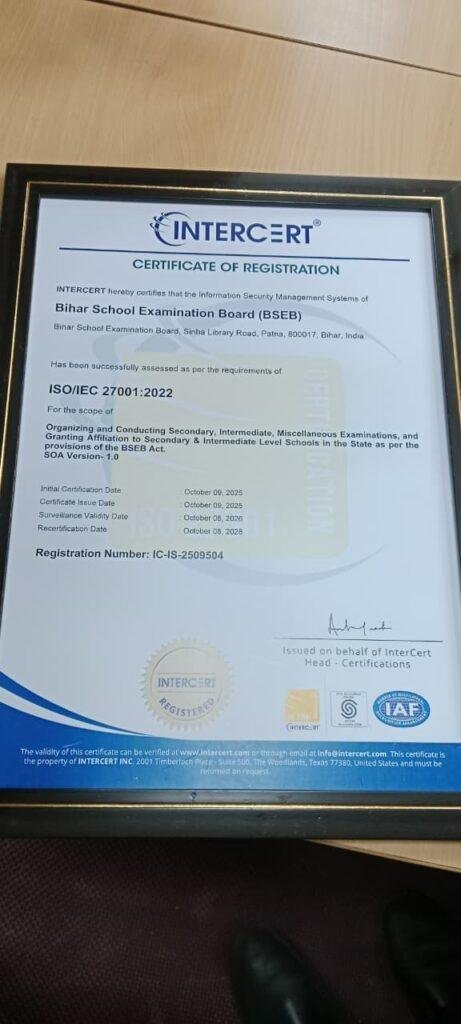 INTERCERT®
CERTIFICATE OF REGISTRATION
INTERCERT hereby certifies that the Information Security Management Systems of
Bihar School Examination Board (BSEB)
Bihar School Examination Board, Sinha Library Road, Patna, 800017, Bihar, India.
Has been successfully assessed as per the requirements of
ISO/IEC 27001:2022
For the scope of
Organizing and Conducting Secondary, Intermediate, Miscellaneous Examinations, and
Granting Affiliation to Secondary & Intermediate Level Schools in the State as per the
provisions of the BSEB Act.
SOA Version- 1.0
Initial Certification Date October 09, 2025
Certificate Issue Date October 09, 2025
Surveillance Validity Date October 08, 2026
Recertification Date October 08, 2028
Registration Number: IC-IS-2509504
Issued on behalf of InterCert
Head - Certifications
INTERCERT
REGISTERED
INTERCERT
IAF
The validity of this certificate can be verified at www.intercert.com or through email at info@intercert.com. This certificate is
the property of INTERCERT INC. 2001 Timberloch Place - Suite 500, The Woodlands, Texas 77380, United States and must be
returned on request.